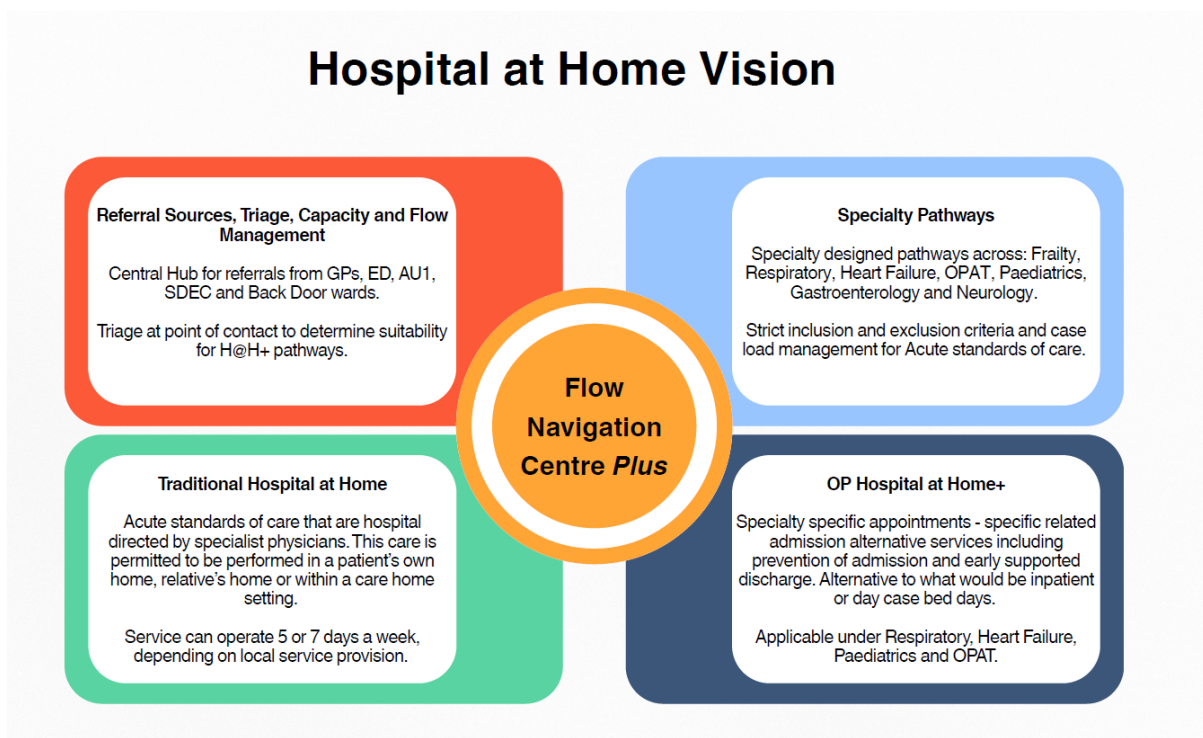 Hospital at Home Vision
Referral Sources, Triage, Capacity and Flow
Management
Central Hub for referrals from GPs, ED, AU1,
SDEC and Back Door wards.
Triage at point of contact to determine suitability
for H@H+ pathways.
Specialty Pathways
Specialty designed pathways across: Frailty,
Respiratory, Heart Failure, OPAT, Paediatrics,
Gastroenterology and Neurology.
Strict inclusion and exclusion criteria and case
load management for Acute standards of care.
Flow
Navigation
Centre Plus
Traditional Hospital at Home
Acute standards of care that are hospital
directed by specialist physicians. This care is
permitted to be performed in a patient's own
home, relative's home or within a care home
setting.
Service can operate 5 or 7 days a week,
depending on local service provision.
OP Hospital at Home+
Specialty specific appointments - specific related
admission alternative services including
prevention of admission and early supported
discharge. Alternative to what would be inpatient
or day case bed days.
Applicable under Respiratory, Heart Failure,
Paediatrics and OPAT.